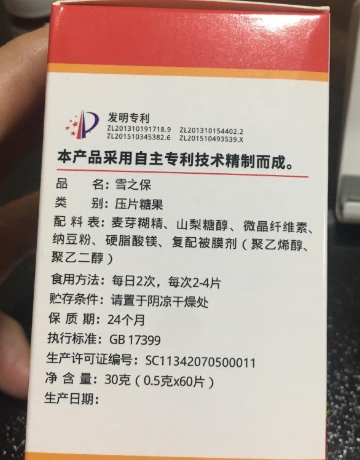 发明专利
ZL201310191718.9 ZL201310154402.2
ZL201510345382.6 ZL201510493539.X
本产品采用自主专利技术精制而成。
品 名：雪之保
类 别：压片糖果
配 料 表：麦芽糊精、山梨糖醇、微晶纤维素、
纳豆粉、硬脂酸镁、复配被膜剂（聚乙烯醇、
聚乙二醇）
食用方法：每日2次，每次2-4片
贮存条件：请置于阴凉干燥处
保 质 期：24个月
执行标准：GB 17399
生产许可证编号：SC11342070500011
净 含 量：30克（0.5克x60片）
生产日期：